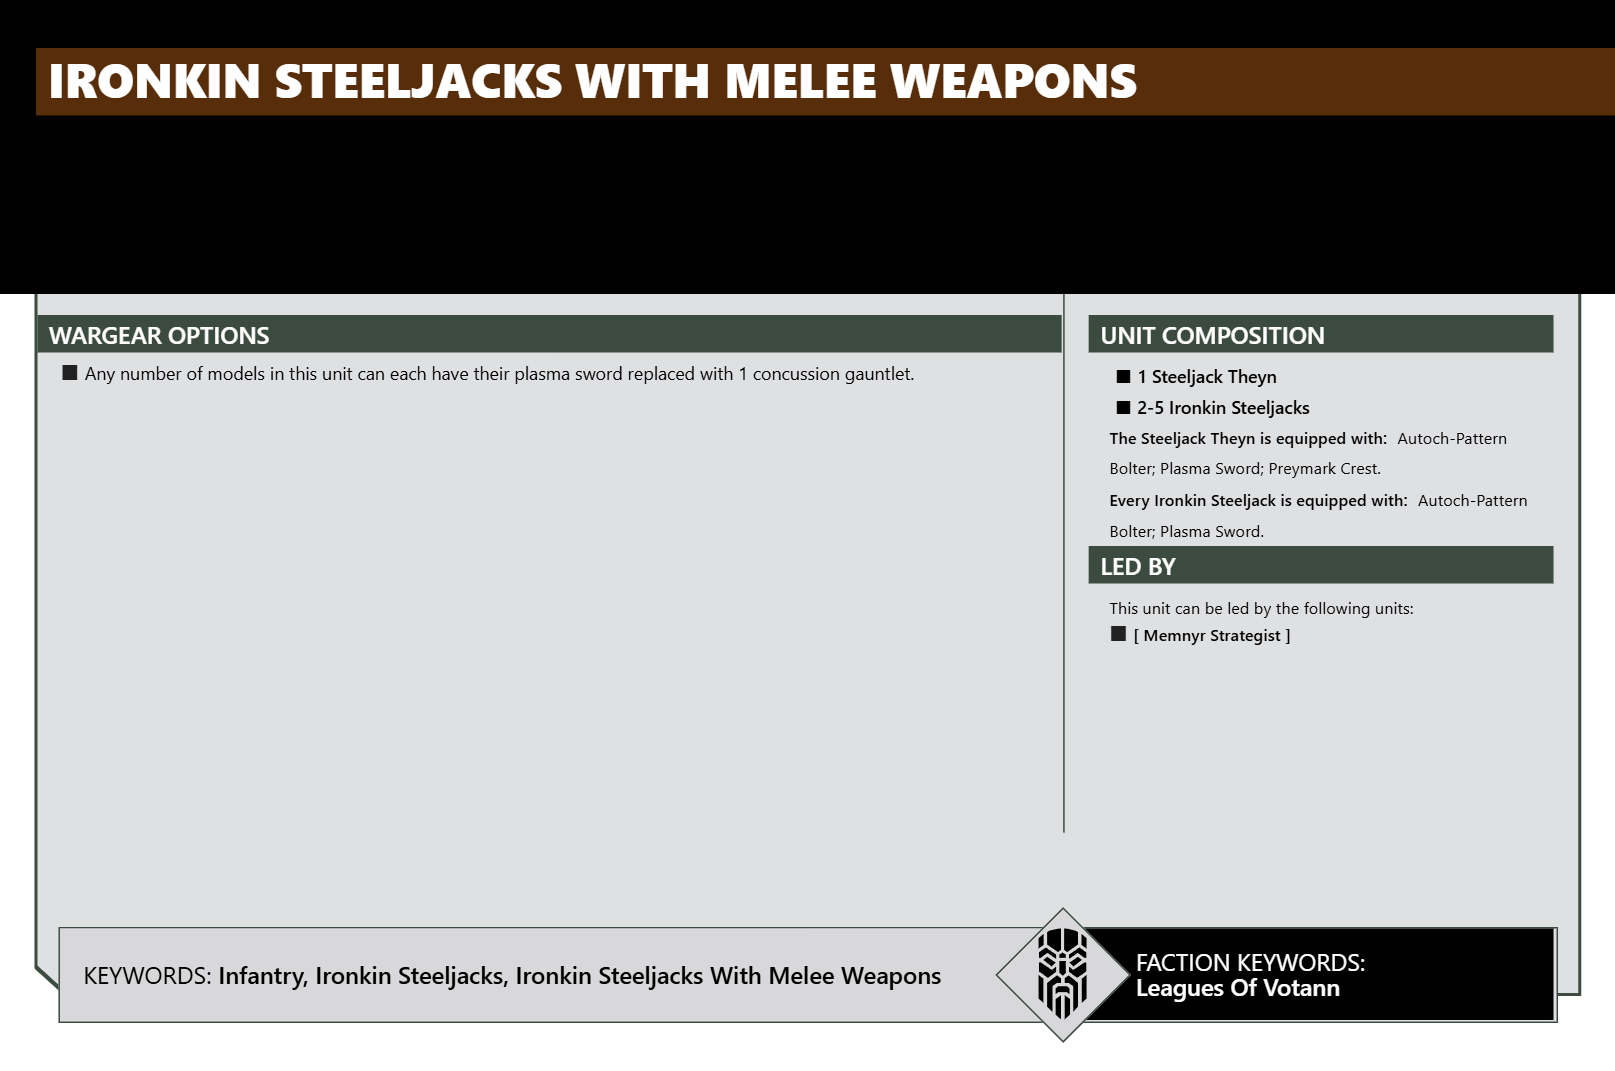 IRONKIN STEELJACKS WITH MELEE WEAPONS
WARGEAR OPTIONS
■ Any number of models in this unit can each have their plasma sword replaced with 1 concussion gauntlet.
UNIT COMPOSITION
■ 1 Steeljack Theyn
■ 2-5 Ironkin Steeljacks
The Steeljack Theyn is equipped with: Autoch-Pattern
Bolter; Plasma Sword; Preymark Crest.
Every Ironkin Steeljack is equipped with: Autoch-Pattern
Bolter; Plasma Sword.
LED BY
This unit can be led by the following units:
■ [ Memnyr Strategist ]
KEYWORDS: Infantry, Ironkin Steeljacks, Ironkin Steeljacks With Melee Weapons
FACTION KEYWORDS:
Leagues Of Votann